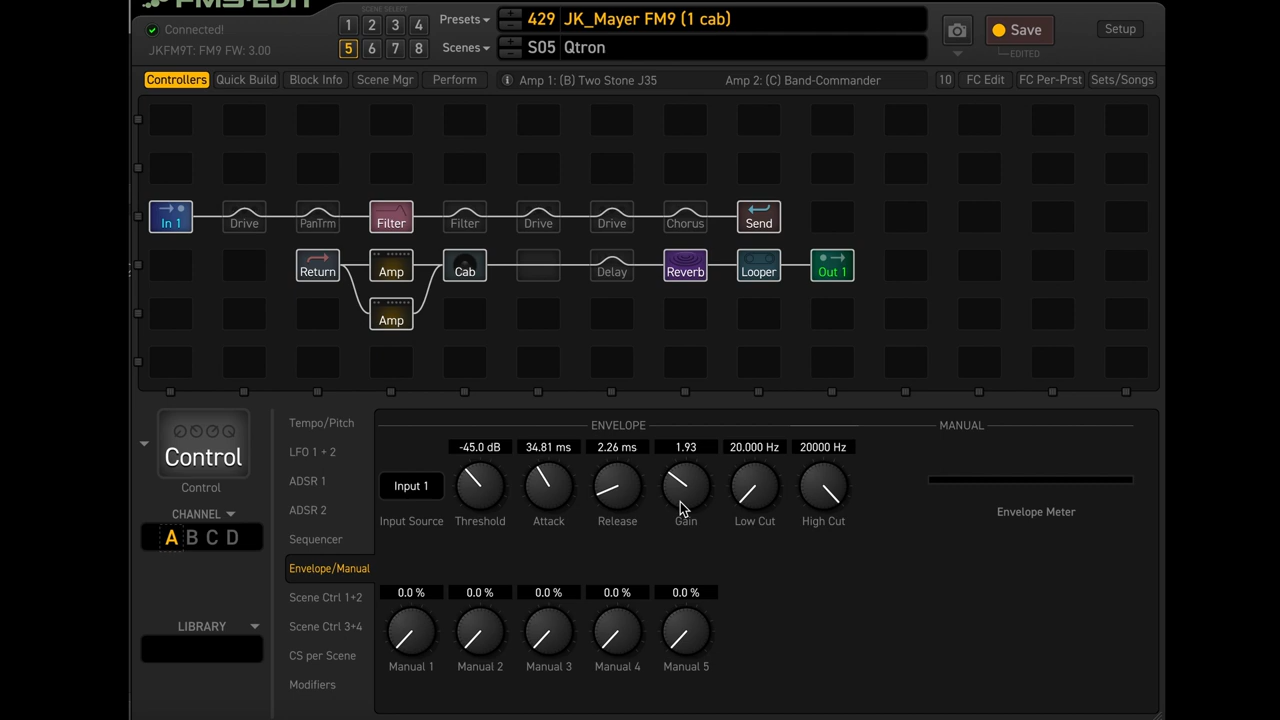 FM9-EDIT
Connected!
JKFM9T: FM9 FW: 3.00
SCENE SELECT
1 2 3 4
5 6 7 8
Presets
429 JK_Mayer FM9 (1 cab)
Scenes
S05 Qtron
Save
EDITED
Setup
Controllers Quick Build Block Info Scene Mgr Perform Amp 1: (B) Two Stone J35 Amp 2: (C) Band-Commander 10 FC Edit FC Per-Prst Sets/Songs
In 1 Drive PanTrm Filter Filter Drive Drive Chorus Send
Return Amp Cab Delay Reverb Looper Out 1
Amp
Control
Control
CHANNEL
A B C D
LIBRARY
Tempo/Pitch
LFO 1 + 2
ADSR 1
ADSR 2
Sequencer
Envelope/Manual
Scene Ctrl 1+2
Scene Ctrl 3+4
CS per Scene
Modifiers
ENVELOPE
-45.0 dB 34.81 ms 2.26 ms 1.93 20.000 Hz 20000 Hz
Input 1
Input Source Threshold Attack Release Gain Low Cut High Cut
MANUAL
Envelope Meter
0.0 % 0.0 % 0.0 % 0.0 % 0.0 %
Manual 1 Manual 2 Manual 3 Manual 4 Manual 5